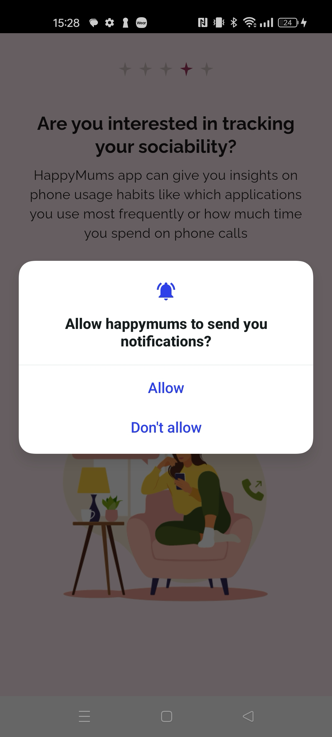 15:28
24
Are you interested in tracking
your sociability?
HappyMums app can give you insights on
phone usage habits like which applications
you use most frequently or how much time
you spend on phone calls
Allow happymums to send you
notifications?
Allow
Don't allow